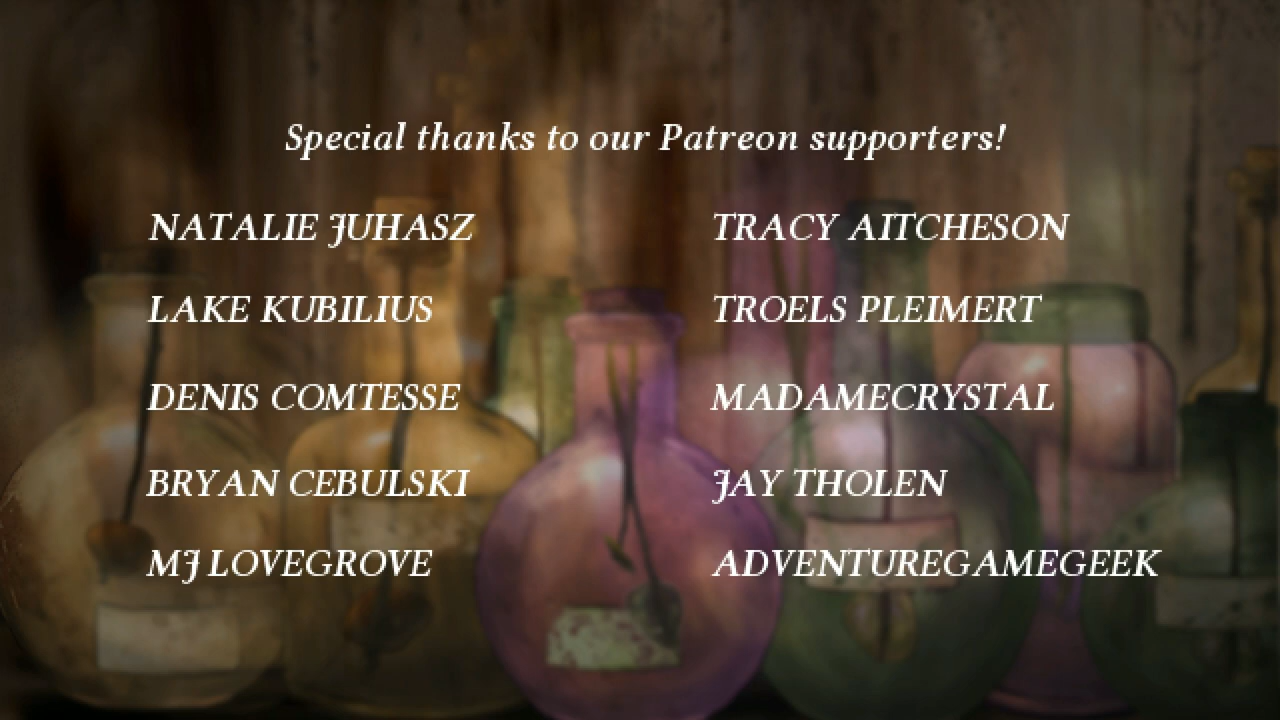 Special thanks to our Patreon supporters!
NATALIE JUHASZ
TRACY AITCHESON
LAKE KUBILIUS
TROELS PLEIMERT
DENIS COMTESSE
MADAMECRYSTAL
BRYAN CEBULSKI
JAY THOLEN
MJ LOVEGROVE
ADVENTUREGAMEGEEK